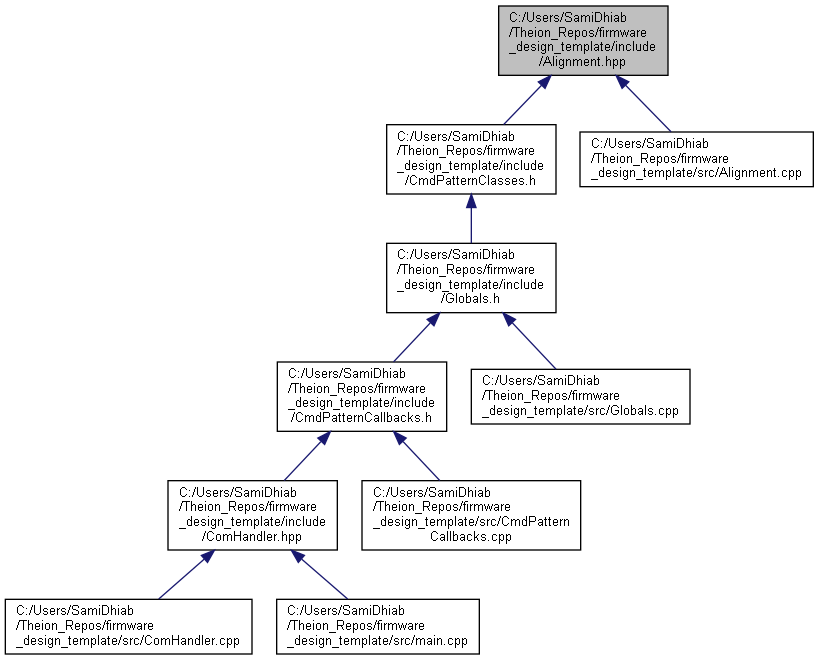 C:/Users/SamiDhiab
/Theion_Repos/firmware
_design_template/include
/Alignment.hpp
C:/Users/SamiDhiab
/Theion_Repos/firmware
_design_template/include
/CmdPatternClasses.h
C:/Users/SamiDhiab
/Theion_Repos/firmware
_design_template/src/Alignment.cpp
C:/Users/SamiDhiab
/Theion_Repos/firmware
_design_template/include
/Globals.h
C:/Users/SamiDhiab
/Theion_Repos/firmware
_design_template/include
/CmdPatternCallbacks.h
C:/Users/SamiDhiab
/Theion_Repos/firmware
_design_template/src/Globals.cpp
C:/Users/SamiDhiab
/Theion_Repos/firmware
_design_template/include
/ComHandler.hpp
C:/Users/SamiDhiab
/Theion_Repos/firmware
_design_template/src/CmdPattern
Callbacks.cpp
C:/Users/SamiDhiab
/Theion_Repos/firmware
_design_template/src/ComHandler.cpp
C:/Users/SamiDhiab
/Theion_Repos/firmware
_design_template/src/main.cpp